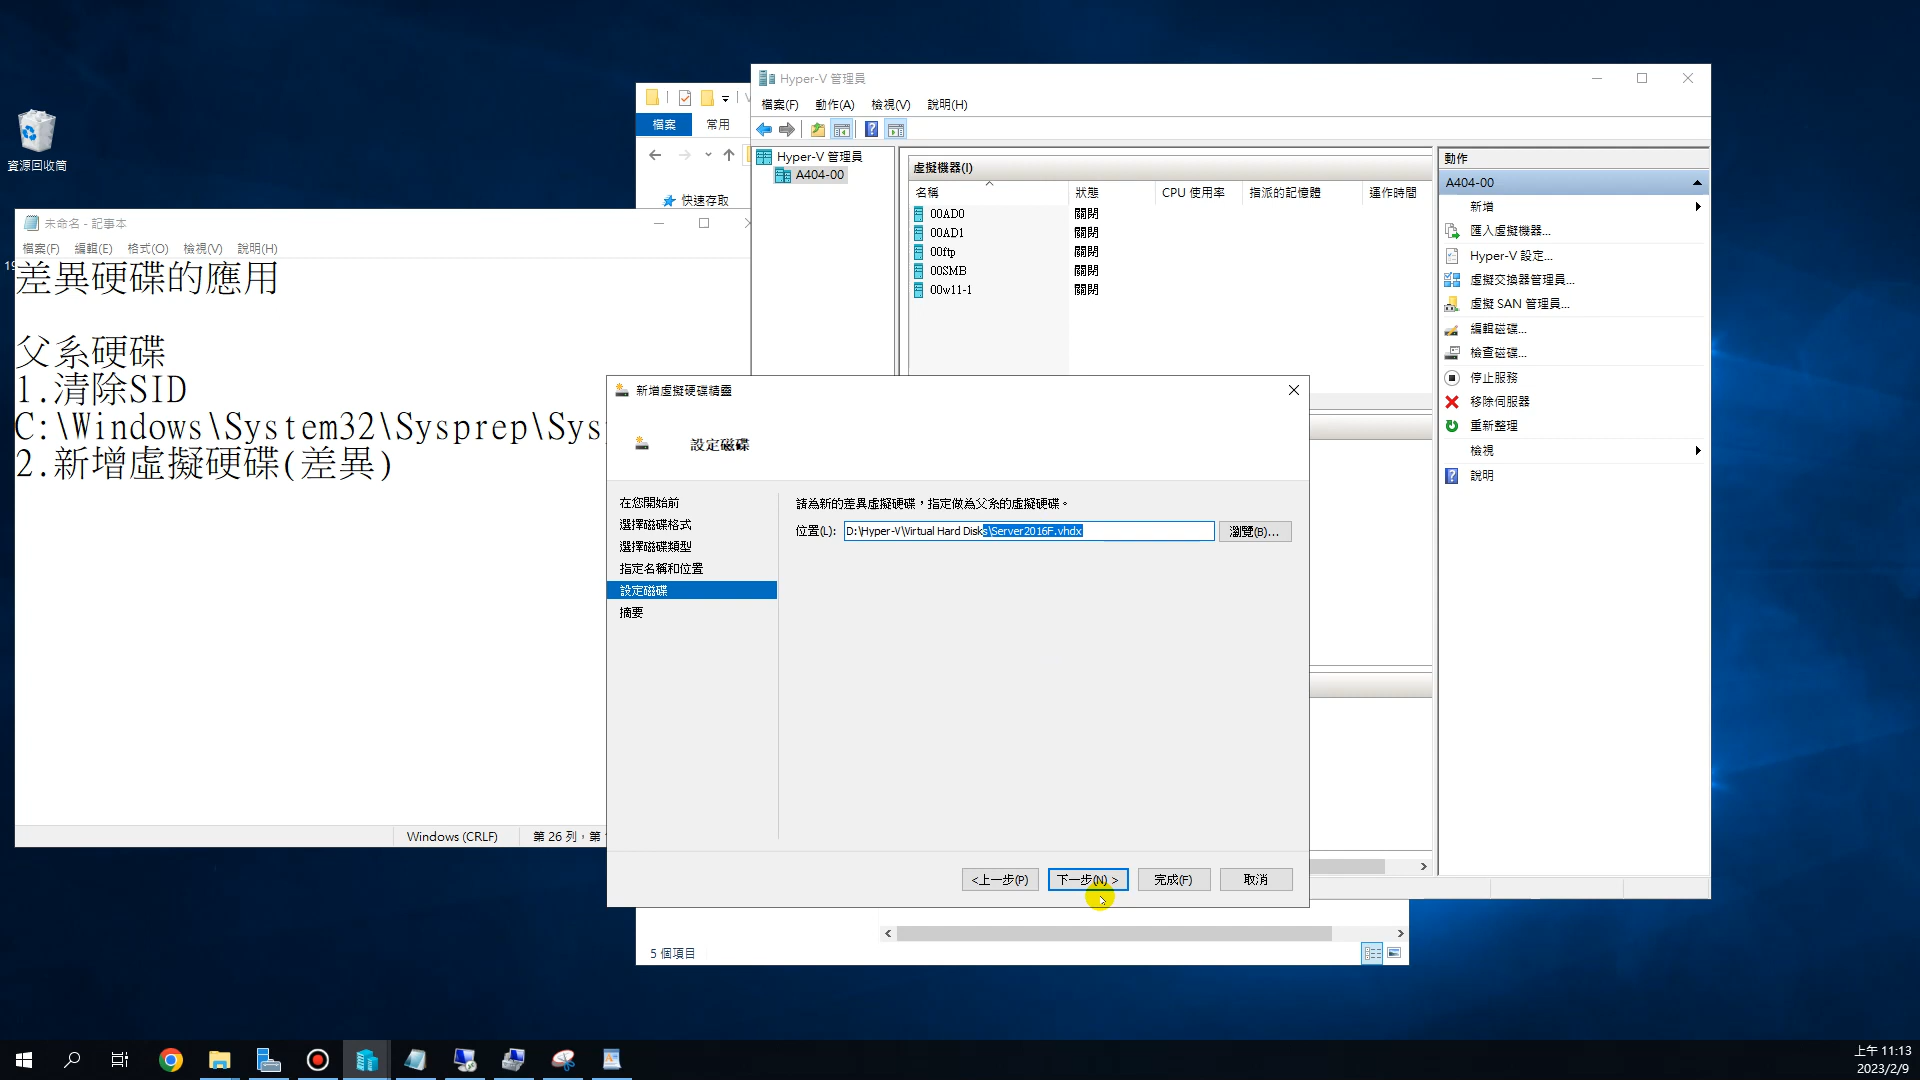 資源回收筒
未命名 - 記事本
檔案(F) 編輯(E) 格式(O) 檢視(V) 說明(H)
差異硬碟的應用
父系硬碟
1.清除SID
C:\Windows\System32\Sysprep\Sys
2.新增虛擬硬碟(差異)
Windows (CRLF)
第 26 列，第
檔案 常用
快速存取
5 個項目
Hyper-V 管理員
檔案(F) 動作(A) 檢視(V) 說明(H)
Hyper-V 管理員
A404-00
虛擬機器(I)
名稱 狀態 CPU 使用率 指派的記憶體 運作時間
00AD0 關閉
00AD1 關閉
00ftp 關閉
00SMB 關閉
00w11-1 關閉
動作
A404-00
新增
匯入虛擬機器...
Hyper-V 設定...
虛擬交換器管理員...
虛擬 SAN 管理員...
編輯磁碟...
檢查磁碟...
停止服務
移除伺服器
重新整理
檢視
說明
新增虛擬硬碟精靈
設定磁碟
在您開始前
選擇磁碟格式
選擇磁碟類型
指定名稱和位置
設定磁碟
摘要
請為新的差異虛擬硬碟，指定做為父系的虛擬硬碟。
位置(L): D:\Hyper-V\Virtual Hard Disks\Server2016F.vhdx 瀏覽(B)...
<上一步(P) 下一步(N) > 完成(F) 取消
上午 11:13
2023/2/9